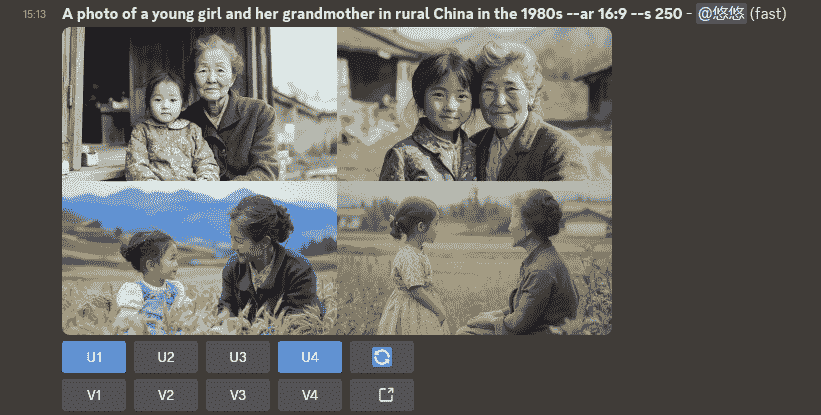 15:13 A photo of a young girl and her grandmother in rural China in the 1980s --ar 16:9 --s 250 - @悠悠 (fast)
U1 U2 U3 U4
V1 V2 V3 V4